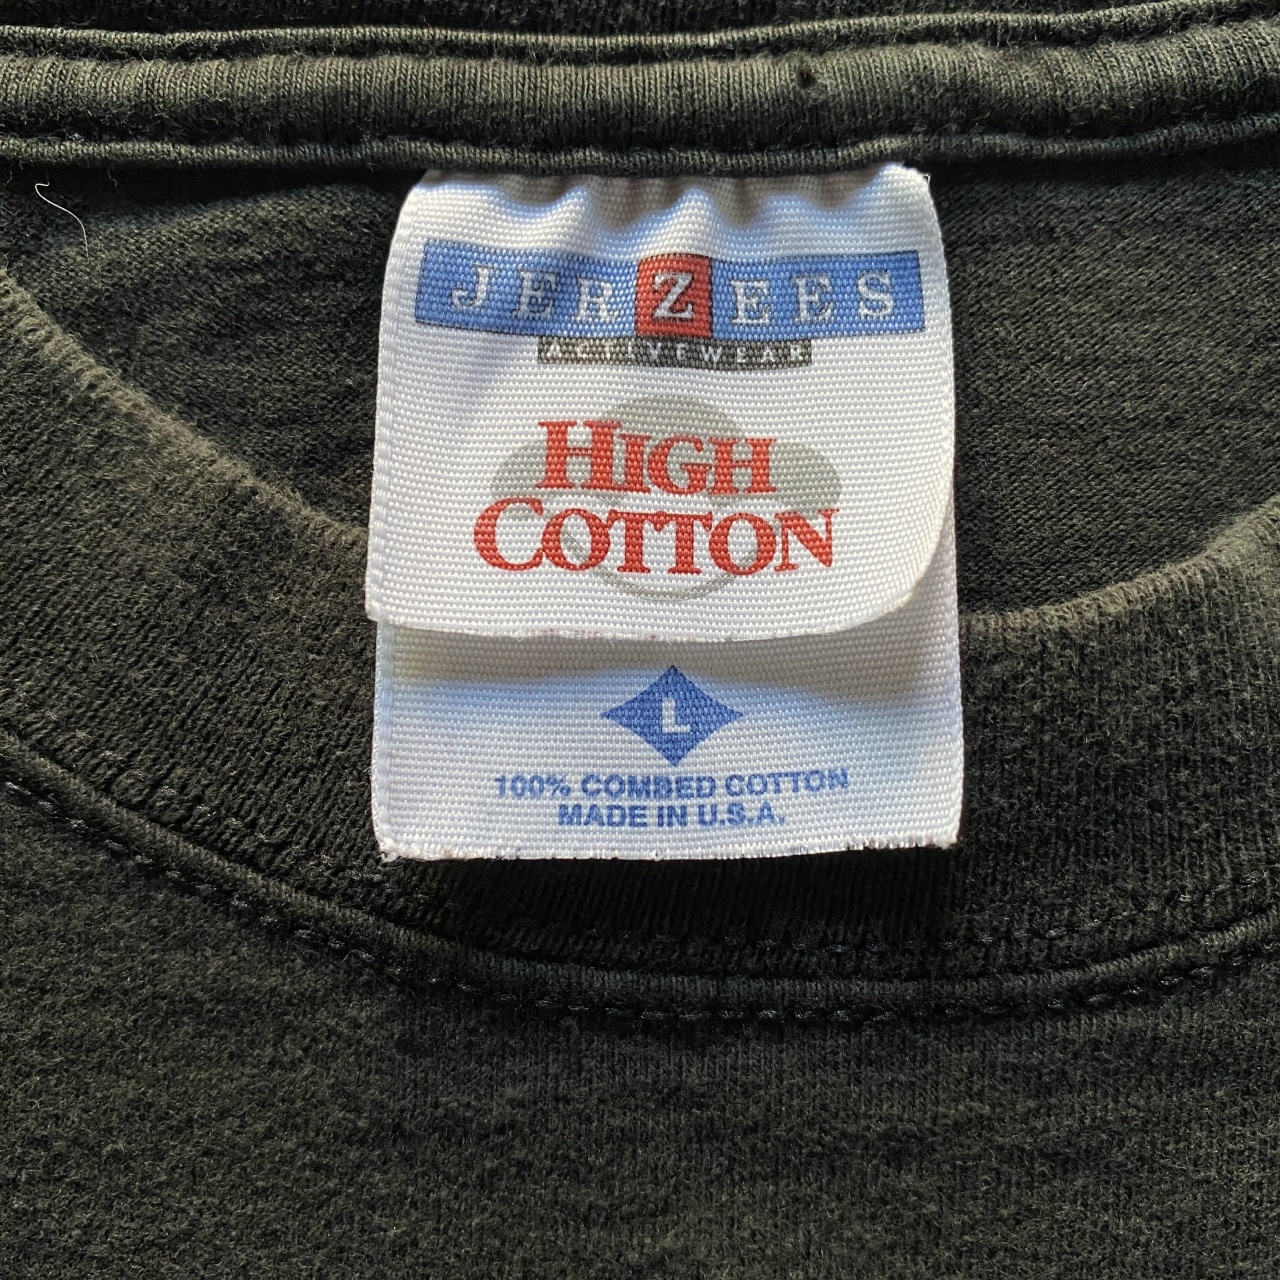 JERZEES
ACTIVEWEAR
HIGH
COTTON
L
100% COMBED COTTON
MADE IN U.S.A.